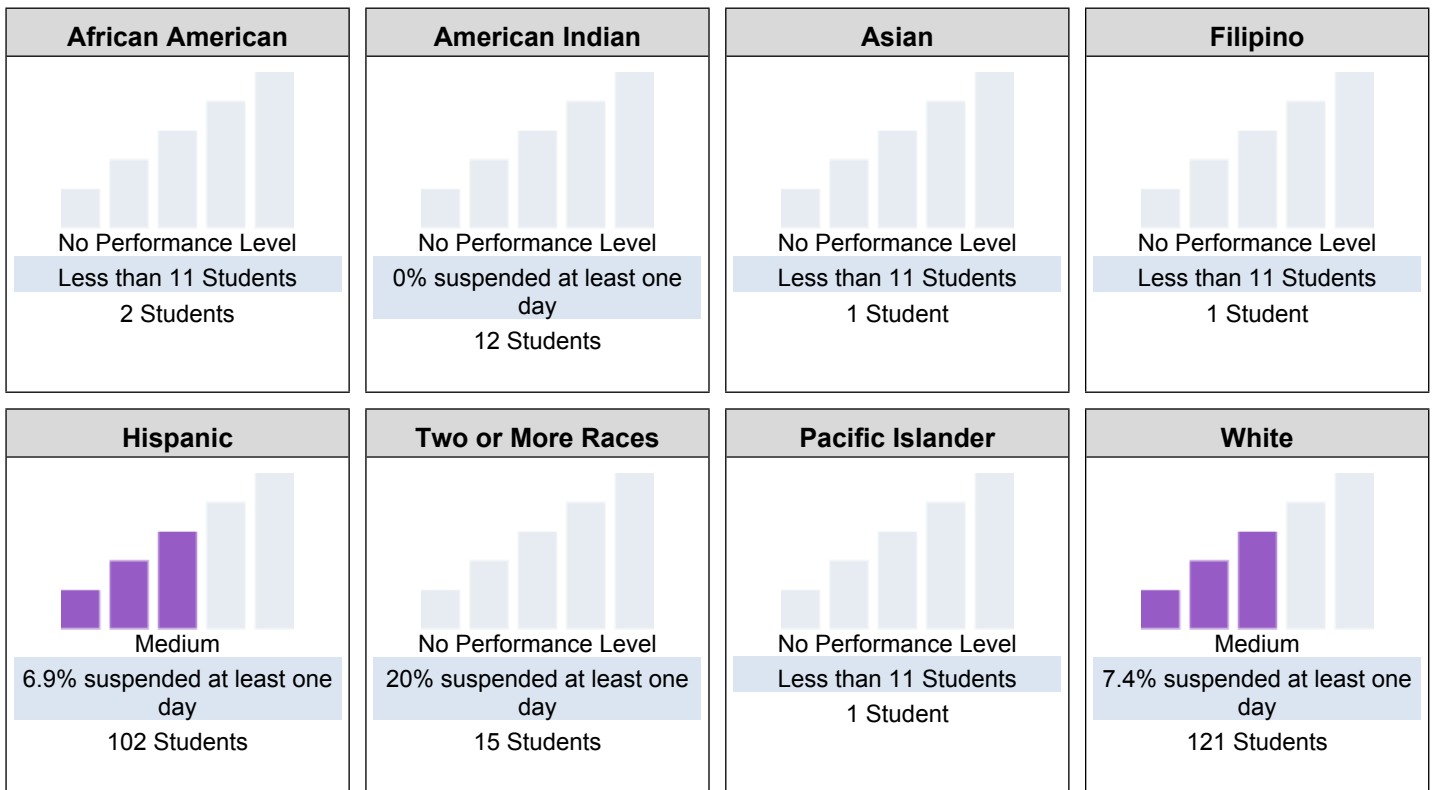 African American
No Performance Level
Less than 11 Students
2 Students
American Indian
No Performance Level
0% suspended at least one
day
12 Students
Asian
No Performance Level
Less than 11 Students
1 Student
Filipino
No Performance Level
Less than 11 Students
1 Student
Hispanic
Medium
6.9% suspended at least one
day
102 Students
Two or More Races
No Performance Level
20% suspended at least one
day
15 Students
Pacific Islander
No Performance Level
Less than 11 Students
1 Student
White
Medium
7.4% suspended at least one
day
121 Students